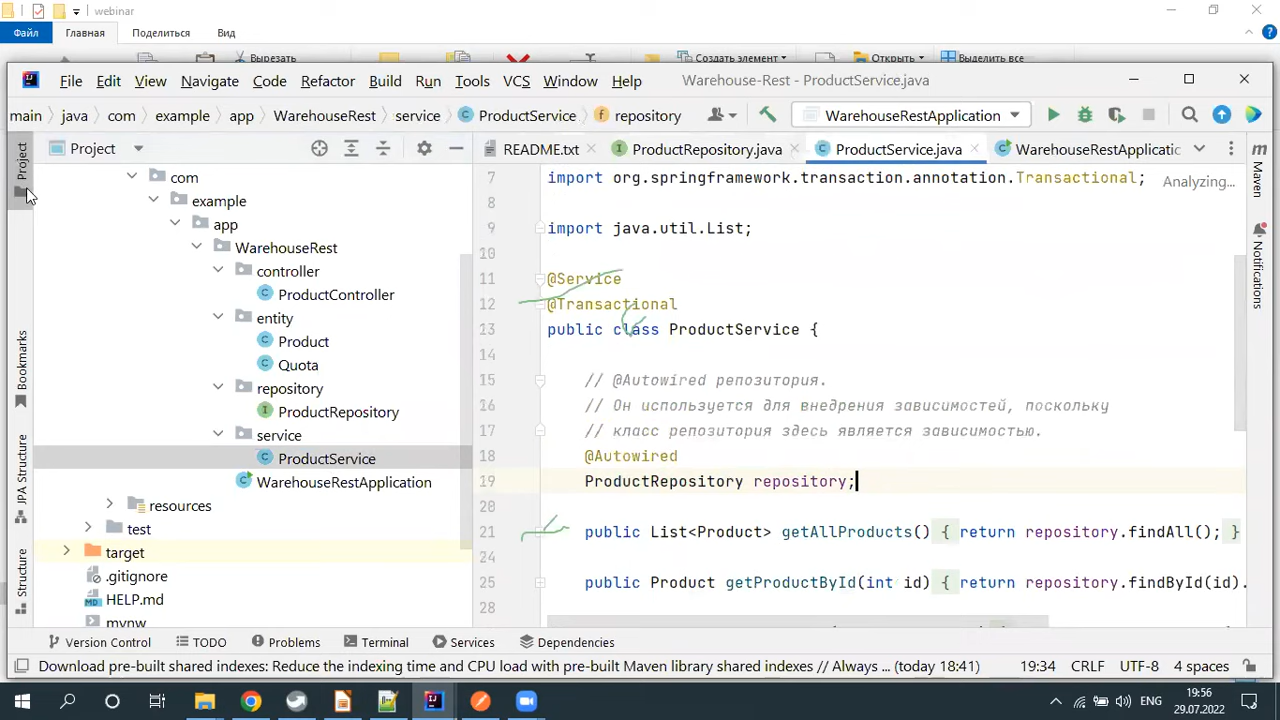 webinar
Файл Главная Поделиться Вид
Вырезать Создать элемент Открыть Выделить все
File Edit View Navigate Code Refactor Build Run Tools VCS Window Help Warehouse-Rest - ProductService.java
main java com example app WarehouseRest service ProductService repository WarehouseRestApplication
Project
Project
Bookmarks
JPA Structure
Structure
com
example
app
WarehouseRest
controller
ProductController
entity
Product
Quota
repository
ProductRepository
service
ProductService
WarehouseRestApplication
resources
test
target
.gitignore
HELP.md
mvnw
README.txt ProductRepository.java ProductService.java WarehouseRestApplicatic
Analyzing...
7 import org.springframework.transaction.annotation.Transactional;
8
9 import java.util.List;
10
11 @Service
12 @Transactional
13 public class ProductService {
14
15 // @Autowired репозитория.
16 // Он используется для внедрения зависимостей, поскольку
17 // класс репозитория здесь является зависимостью.
18 @Autowired
19 ProductRepository repository;
20
21 public List<Product> getAllProducts() { return repository.findAll(); }
24
25 public Product getProductById(int id) { return repository.findById(id).
28
Maven
Notifications
Version Control TODO Problems Terminal Services Dependencies
Download pre-built shared indexes: Reduce the indexing time and CPU load with pre-built Maven library shared indexes // Always ... (today 18:41) 19:34 CRLF UTF-8 4 spaces
ENG 19:56
29.07.2022